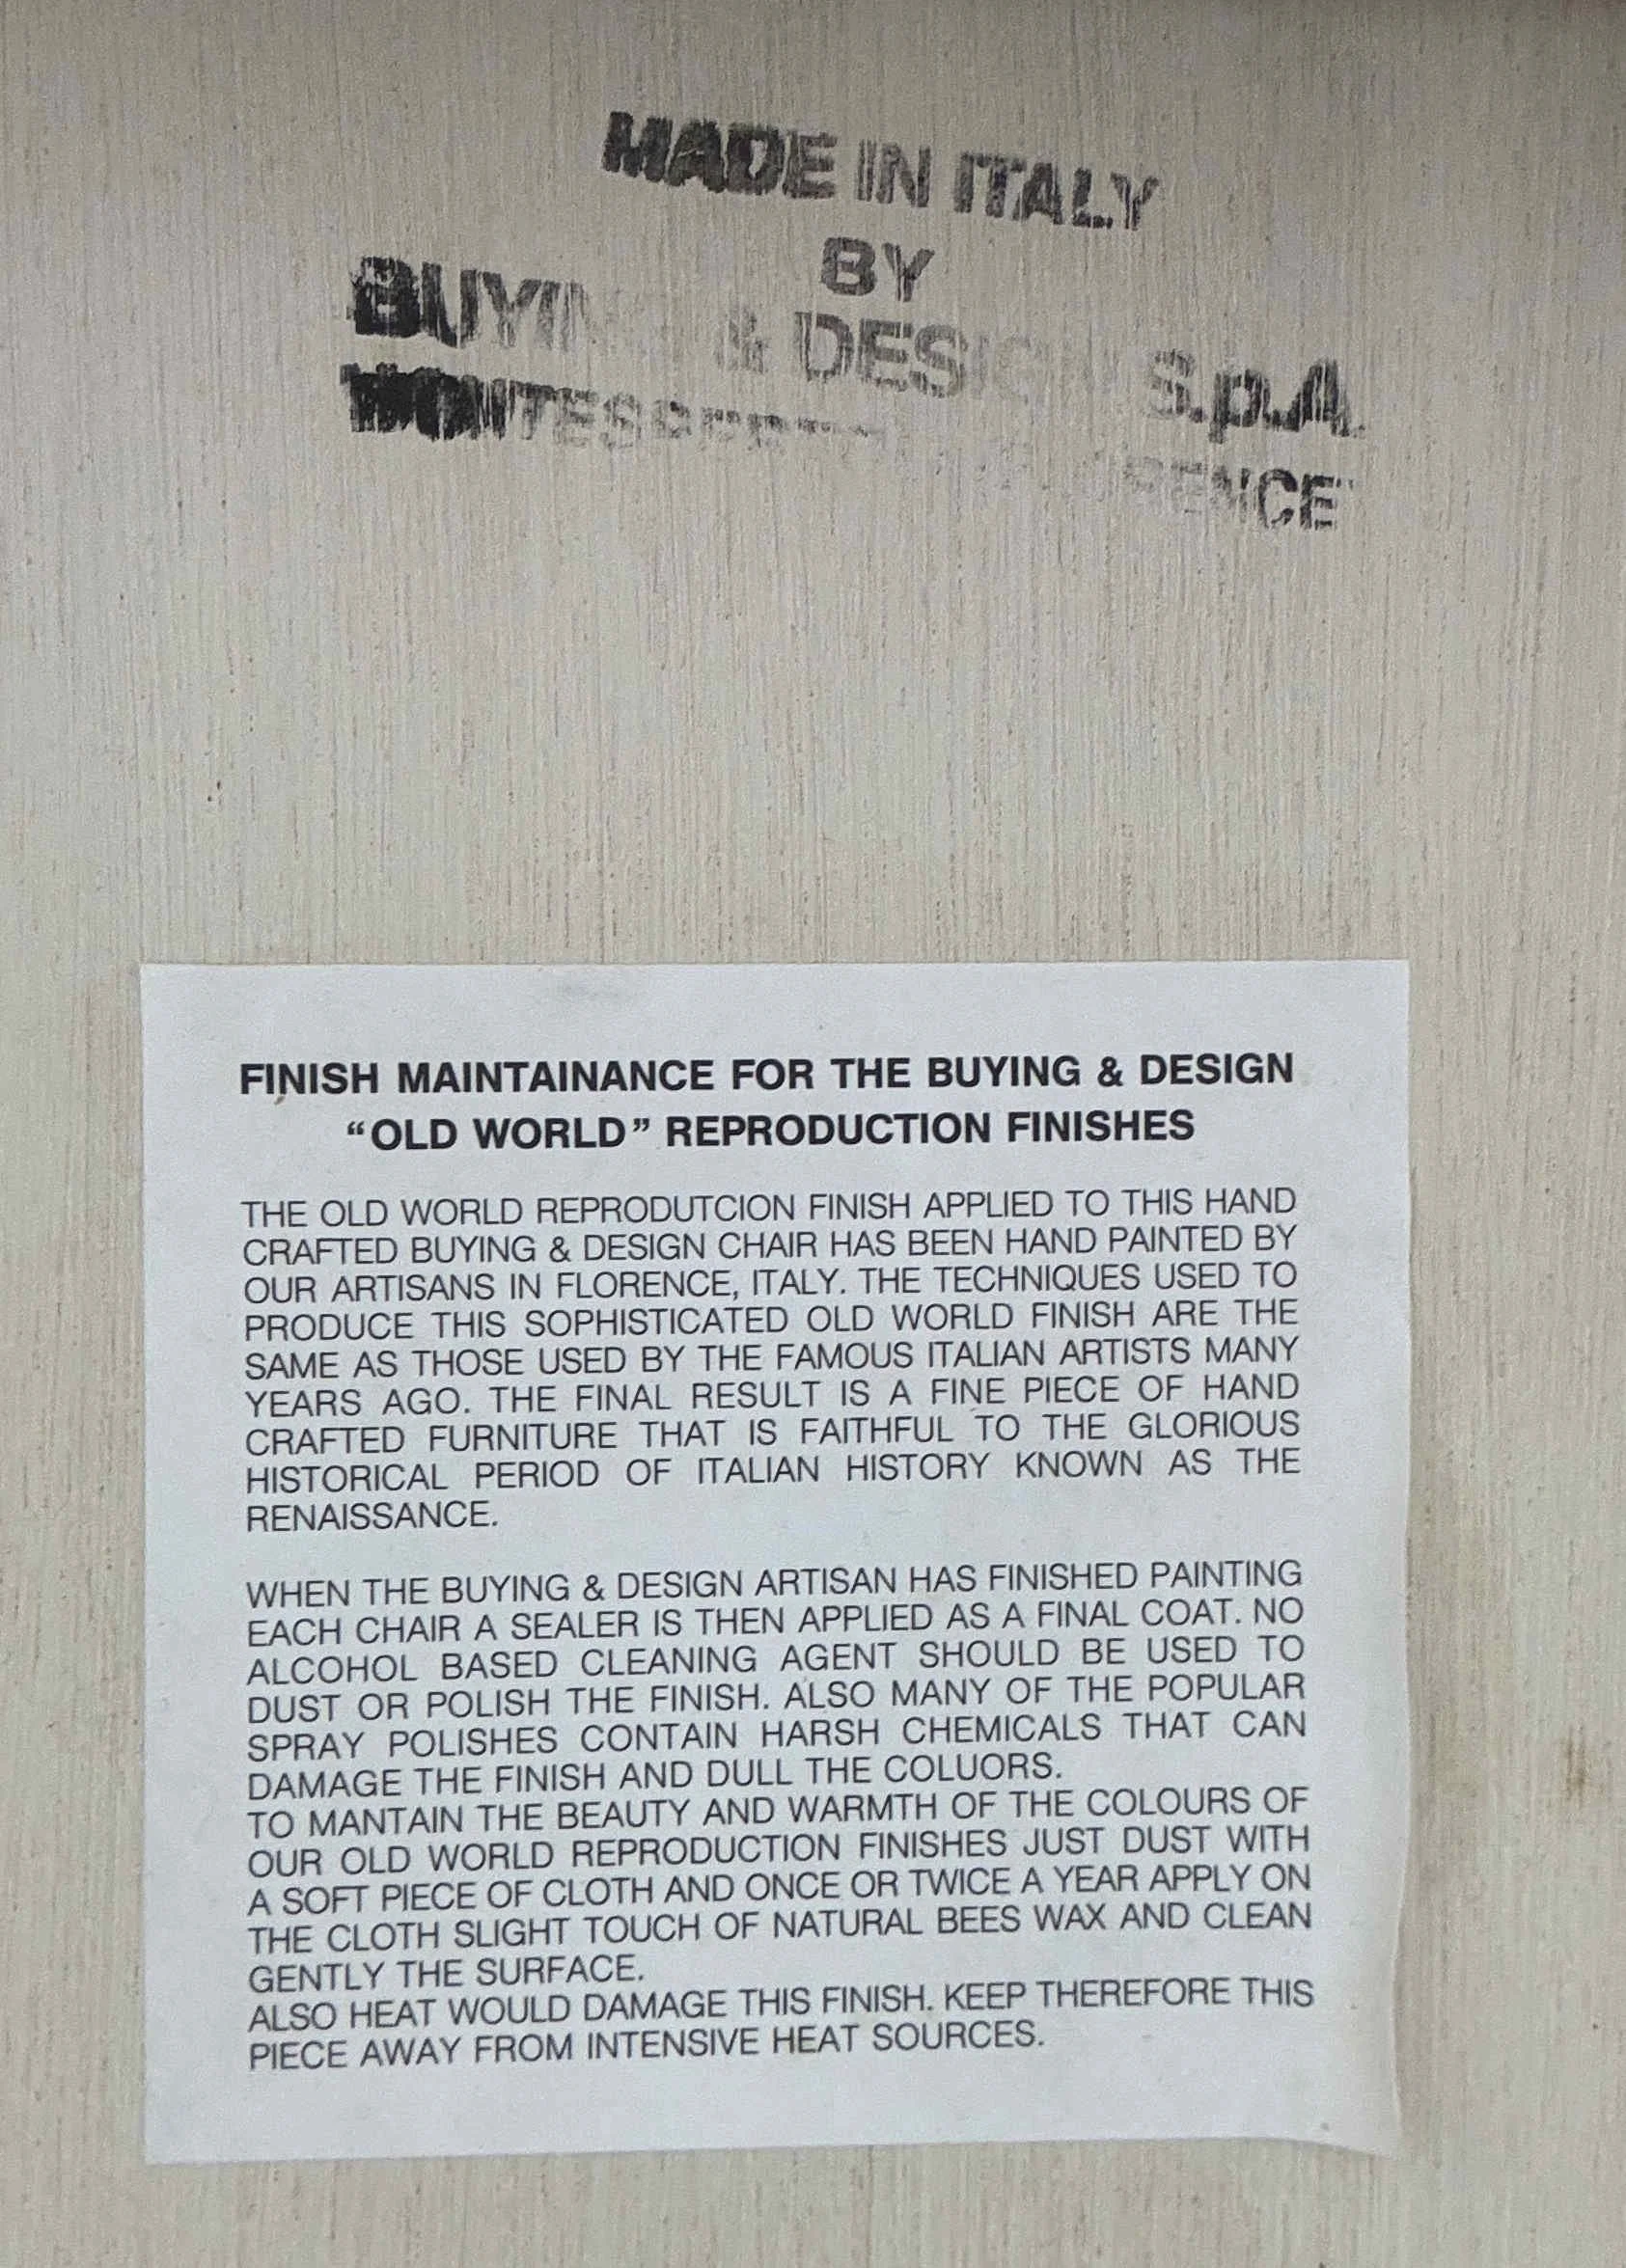 MADE IN ITALY
BY
BUYING & DESIGN S.p.A.
FLORENCE
FINISH MAINTAINANCE FOR THE BUYING & DESIGN
“OLD WORLD” REPRODUCTION FINISHES
THE OLD WORLD REPRODUTCION FINISH APPLIED TO THIS HAND
CRAFTED BUYING & DESIGN CHAIR HAS BEEN HAND PAINTED BY
OUR ARTISANS IN FLORENCE, ITALY. THE TECHNIQUES USED TO
PRODUCE THIS SOPHISTICATED OLD WORLD FINISH ARE THE
SAME AS THOSE USED BY THE FAMOUS ITALIAN ARTISTS MANY
YEARS AGO. THE FINAL RESULT IS A FINE PIECE OF HAND
CRAFTED FURNITURE THAT IS FAITHFUL TO THE GLORIOUS
HISTORICAL PERIOD OF ITALIAN HISTORY KNOWN AS THE
RENAISSANCE.
WHEN THE BUYING & DESIGN ARTISAN HAS FINISHED PAINTING
EACH CHAIR A SEALER IS THEN APPLIED AS A FINAL COAT. NO
ALCOHOL BASED CLEANING AGENT SHOULD BE USED TO
DUST OR POLISH THE FINISH. ALSO MANY OF THE POPULAR
SPRAY POLISHES CONTAIN HARSH CHEMICALS THAT CAN
DAMAGE THE FINISH AND DULL THE COLUORS.
TO MANTAIN THE BEAUTY AND WARMTH OF THE COLOURS OF
OUR OLD WORLD REPRODUCTION FINISHES JUST DUST WITH
A SOFT PIECE OF CLOTH AND ONCE OR TWICE A YEAR APPLY ON
THE CLOTH SLIGHT TOUCH OF NATURAL BEES WAX AND CLEAN
GENTLY THE SURFACE.
ALSO HEAT WOULD DAMAGE THIS FINISH. KEEP THEREFORE THIS
PIECE AWAY FROM INTENSIVE HEAT SOURCES.